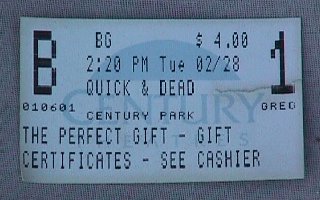 B BG $ 4.00 1
2:20 PM Tue 02/28
QUICK & DEAD
010601 CENTURY PARK GREG
CENTURY
THE PERFECT GIFT - GIFT
CERTIFICATES - SEE CASHIER